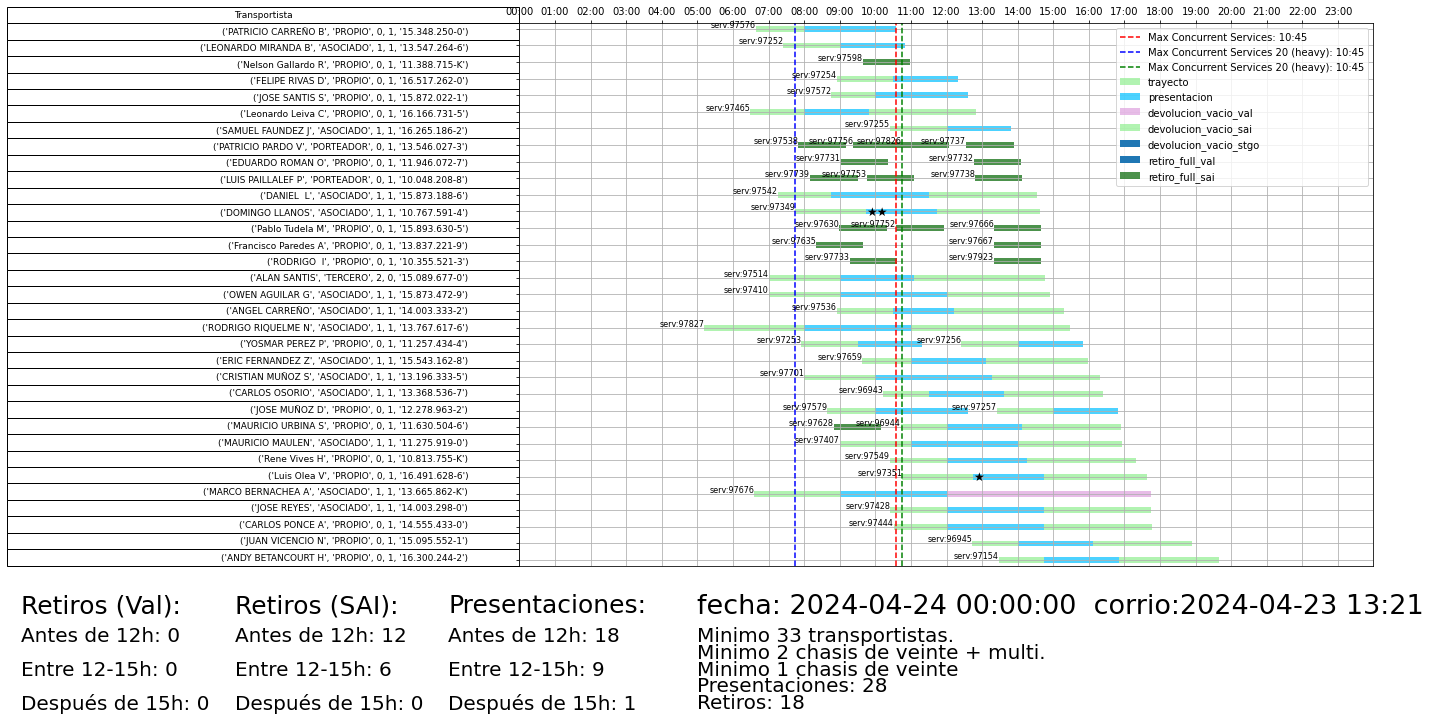 Transportista
00:00 01:00 02:00 03:00 04:00 05:00 06:00 07:00 08:00 09:00 10:00 11:00 12:00 13:00 14:00 15:00 16:00 17:00 18:00 19:00 20:00 21:00 22:00 23:00
('PATRICIO CARREÑO B', 'PROPIO', 0, 1, '15.348.250-0') serv:97576
('LEONARDO MIRANDA B', 'ASOCIADO', 1, 1, '13.547.264-6') serv:97252
('Nelson Gallardo R', 'PROPIO', 0, 1, '11.388.715-K') serv:97598
('FELIPE RIVAS D', 'PROPIO', 0, 1, '16.517.262-0') serv:97254
('JOSE SANTIS S', 'PROPIO', 0, 1, '15.872.022-1') serv:97572
('Leonardo Leiva C', 'PROPIO', 0, 1, '16.166.731-5') serv:97465
('SAMUEL FAUNDEZ J', 'ASOCIADO', 1, 1, '16.265.186-2') serv:97255
('PATRICIO PARDO V', 'PORTEADOR', 0, 1, '13.546.027-3') serv:97538 serv:97756 serv:97826 serv:97737
('EDUARDO ROMAN O', 'PROPIO', 0, 1, '11.946.072-7') serv:97731 serv:97732
('LUIS PAILLALEF P', 'PORTEADOR', 0, 1, '10.048.208-8') serv:97739 serv:97753 serv:97738
('DANIEL  L', 'ASOCIADO', 1, 1, '15.873.188-6') serv:97542
('DOMINGO LLANOS', 'ASOCIADO', 1, 1, '10.767.591-4') serv:97349
('Pablo Tudela M', 'PROPIO', 0, 1, '15.893.630-5') serv:97630 serv:97752 serv:97666
('Francisco Paredes A', 'PROPIO', 0, 1, '13.837.221-9') serv:97635 serv:97667
('RODRIGO  I', 'PROPIO', 0, 1, '10.355.521-3') serv:97733 serv:97923
('ALAN SANTIS', 'TERCERO', 2, 0, '15.089.677-0') serv:97514
('OWEN AGUILAR G', 'ASOCIADO', 1, 1, '15.873.472-9') serv:97410
('ANGEL CARREÑO', 'ASOCIADO', 1, 1, '14.003.333-2') serv:97536
('RODRIGO RIQUELME N', 'ASOCIADO', 1, 1, '13.767.617-6') serv:97827
('YOSMAR PEREZ P', 'PROPIO', 0, 1, '11.257.434-4') serv:97253 serv:97256
('ERIC FERNANDEZ Z', 'ASOCIADO', 1, 1, '15.543.162-8') serv:97659
('CRISTIAN MUÑOZ S', 'ASOCIADO', 1, 1, '13.196.333-5') serv:97701
('CARLOS OSORIO', 'ASOCIADO', 1, 1, '13.368.536-7') serv:96943
('JOSE MUÑOZ D', 'PROPIO', 0, 1, '12.278.963-2') serv:97579 serv:97257
('MAURICIO URBINA S', 'PROPIO', 0, 1, '11.630.504-6') serv:97628 serv:96944
('MAURICIO MAULEN', 'ASOCIADO', 1, 1, '11.275.919-0') serv:97407
('Rene Vives H', 'PROPIO', 0, 1, '10.813.755-K') serv:97549
('Luis Olea V', 'PROPIO', 0, 1, '16.491.628-6') serv:97351
('MARCO BERNACHEA A', 'ASOCIADO', 1, 1, '13.665.862-K') serv:97676
('JOSE REYES', 'ASOCIADO', 1, 1, '14.003.298-0') serv:97428
('CARLOS PONCE A', 'PROPIO', 0, 1, '14.555.433-0') serv:97444
('JUAN VICENCIO N', 'PROPIO', 0, 1, '15.095.552-1') serv:96945
('ANDY BETANCOURT H', 'PROPIO', 0, 1, '16.300.244-2') serv:97154
Max Concurrent Services: 10:45
Max Concurrent Services 20 (heavy): 10:45
Max Concurrent Services 20 (heavy): 10:45
trayecto
presentacion
devolucion_vacio_val
devolucion_vacio_sai
devolucion_vacio_stgo
retiro_full_val
retiro_full_sai
Retiros (Val):
Antes de 12h: 0
Entre 12-15h: 0
Después de 15h: 0
Retiros (SAI):
Antes de 12h: 12
Entre 12-15h: 6
Después de 15h: 0
Presentaciones:
Antes de 12h: 18
Entre 12-15h: 9
Después de 15h: 1
fecha: 2024-04-24 00:00:00  corrio:2024-04-23 13:21
Minimo 33 transportistas.
Minimo 2 chasis de veinte + multi.
Minimo 1 chasis de veinte
Presentaciones: 28
Retiros: 18